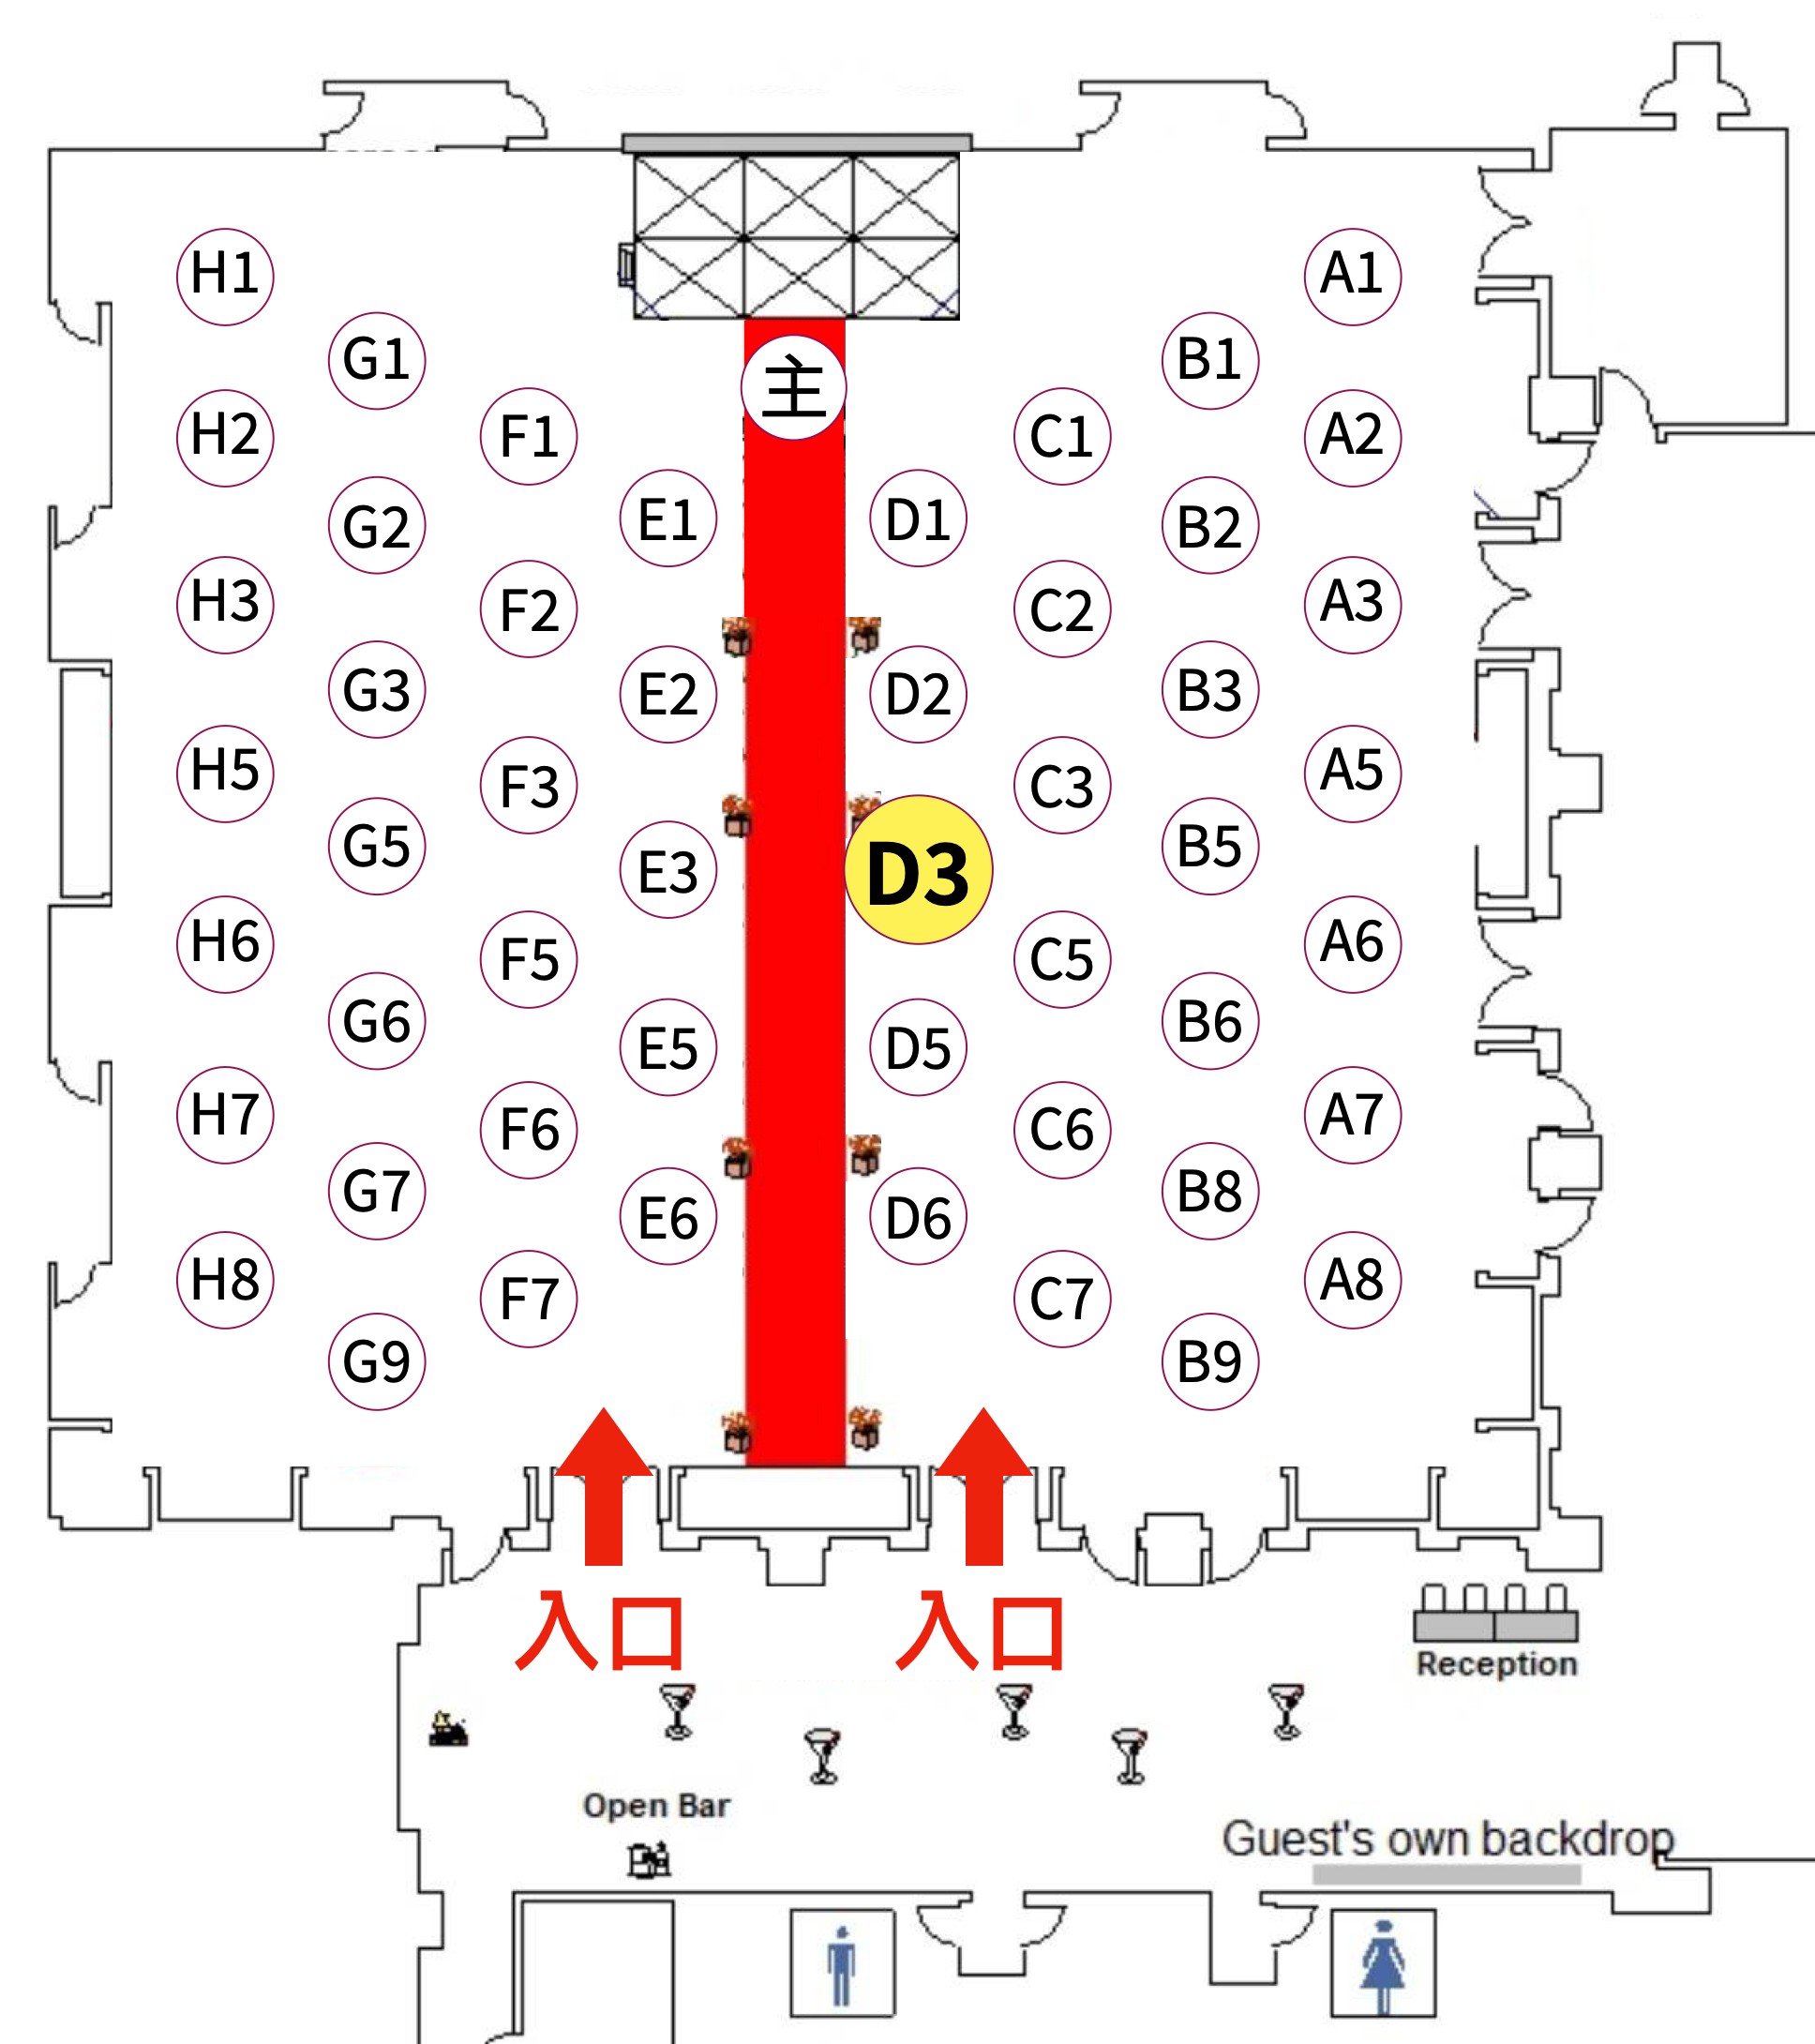 H1
A1
G1
B1
主
H2
F1
C1
A2
G2
E1
D1
B2
H3
F2
C2
A3
G3
E2
D2
B3
H5
F3
C3
A5
G5
E3
D3
B5
H6
F5
C5
A6
G6
E5
D5
B6
H7
F6
C6
A7
G7
E6
D6
B8
H8
F7
C7
A8
G9
B9
入口
入口
Reception
Open Bar
Guest's own backdrop